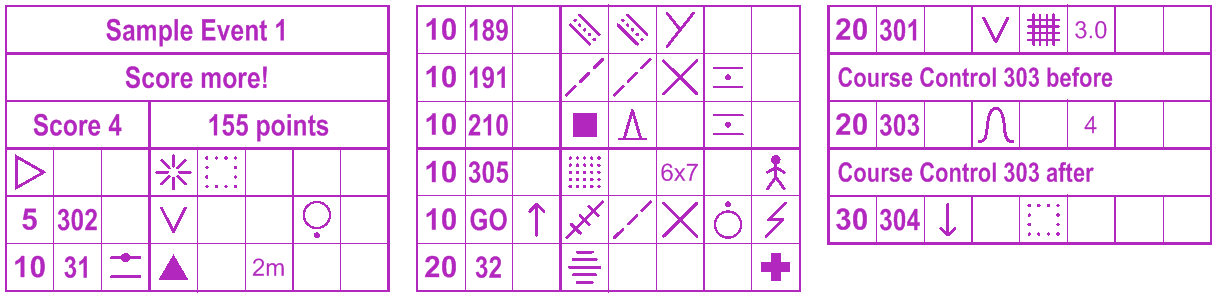 Sample Event 1
Score more!
Score 4 155 points
5 302
10 31 2m
10 189
10 191
10 210
10 305 6x7
10 GO
20 32
20 301 3.0
Course Control 303 before
20 303 4
Course Control 303 after
30 304